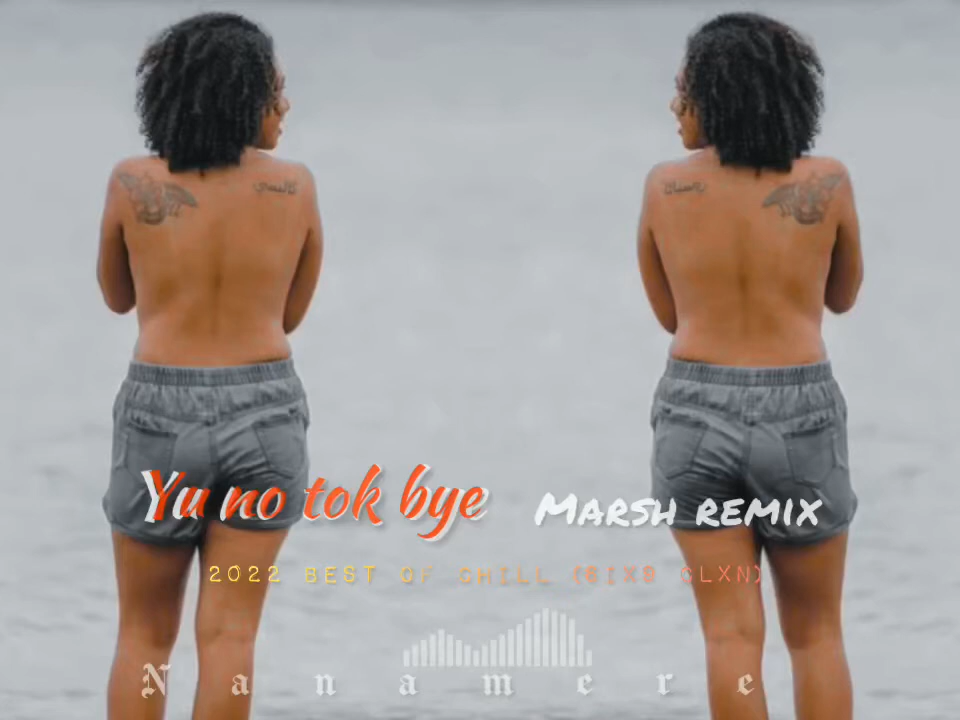 Yu no tok bye
Marsh remix
2022 BEST OF CHILL
Nanamere